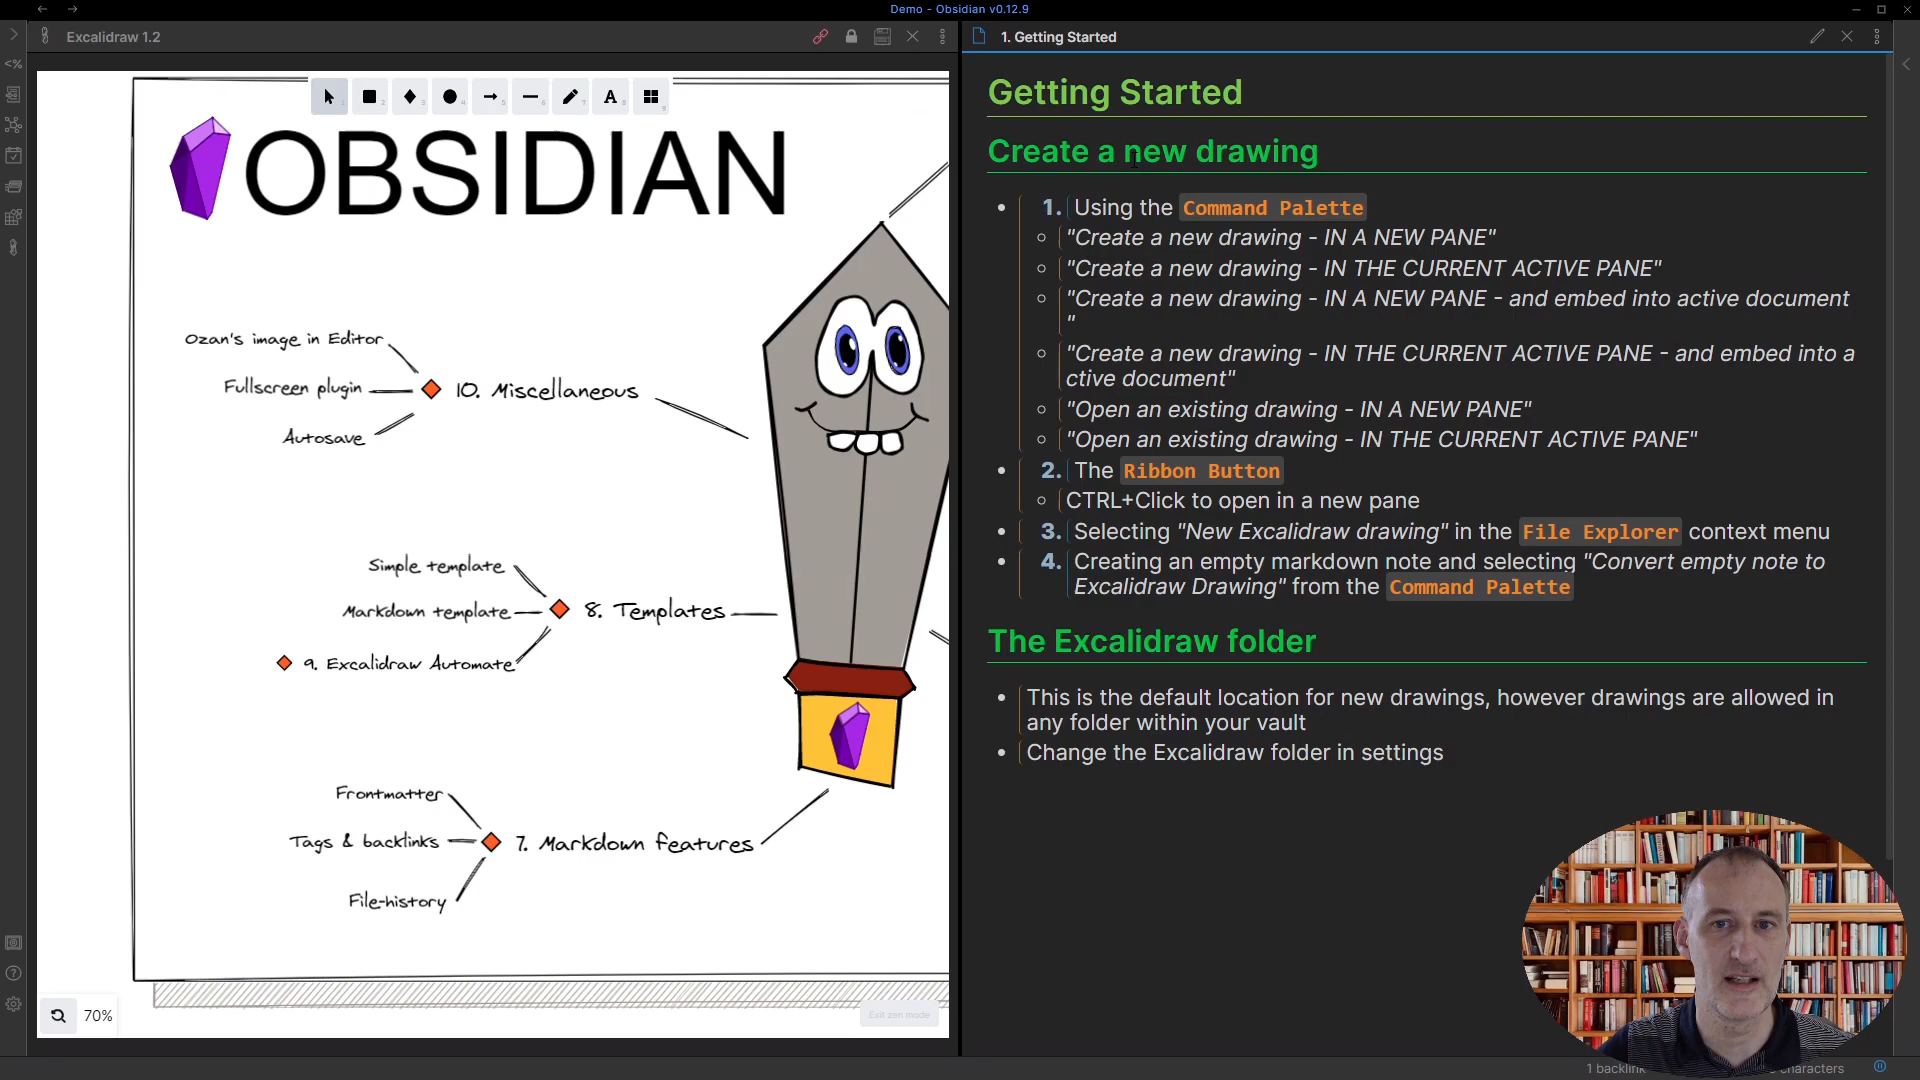 Demo - Obsidian v0.12.9
Excalidraw 1.2
OBSIDIAN
Ozan's image in Editor
Fullscreen plugin
Autosave
10. Miscellaneous
Simple template
Markdown template
9. Excalidraw Automate
8. Templates
Frontmatter
Tags & backlinks
File-history
7. Markdown features
70%
Exit zen mode
1. Getting Started
Getting Started
Create a new drawing
1. Using the Command Palette
"Create a new drawing - IN A NEW PANE"
"Create a new drawing - IN THE CURRENT ACTIVE PANE"
"Create a new drawing - IN A NEW PANE - and embed into active document
"
"Create a new drawing - IN THE CURRENT ACTIVE PANE - and embed into a
ctive document"
"Open an existing drawing - IN A NEW PANE"
"Open an existing drawing - IN THE CURRENT ACTIVE PANE"
2. The Ribbon Button
CTRL+Click to open in a new pane
3. Selecting "New Excalidraw drawing" in the File Explorer context menu
4. Creating an empty markdown note and selecting "Convert empty note to
Excalidraw Drawing" from the Command Palette
The Excalidraw folder
This is the default location for new drawings, however drawings are allowed in
any folder within your vault
Change the Excalidraw folder in settings
1 backlink
characters